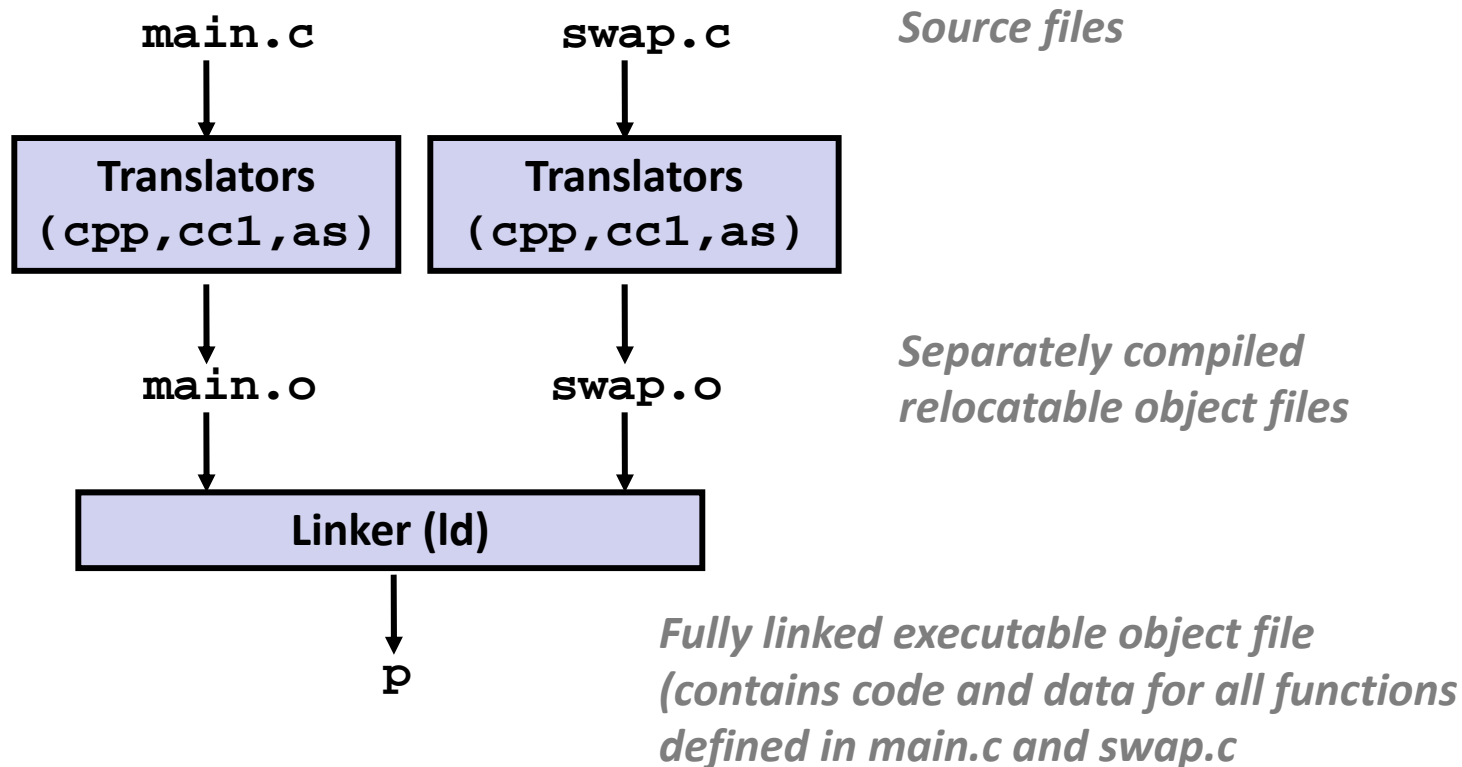 main.c
swap.c
Source files
Translators
(cpp,cc1,as)
Translators
(cpp,cc1,as)
main.o
swap.o
Separately compiled
relocatable object files
Linker (ld)
p
Fully linked executable object file
(contains code and data for all functions
defined in main.c and swap.c